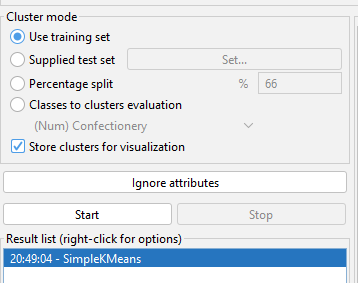 Cluster mode
Use training set
Supplied test set Set...
Percentage split % 66
Classes to clusters evaluation
(Num) Confectionery
Store clusters for visualization
Ignore attributes
Start Stop
Result list (right-click for options)
20:49:04 - SimpleKMeans